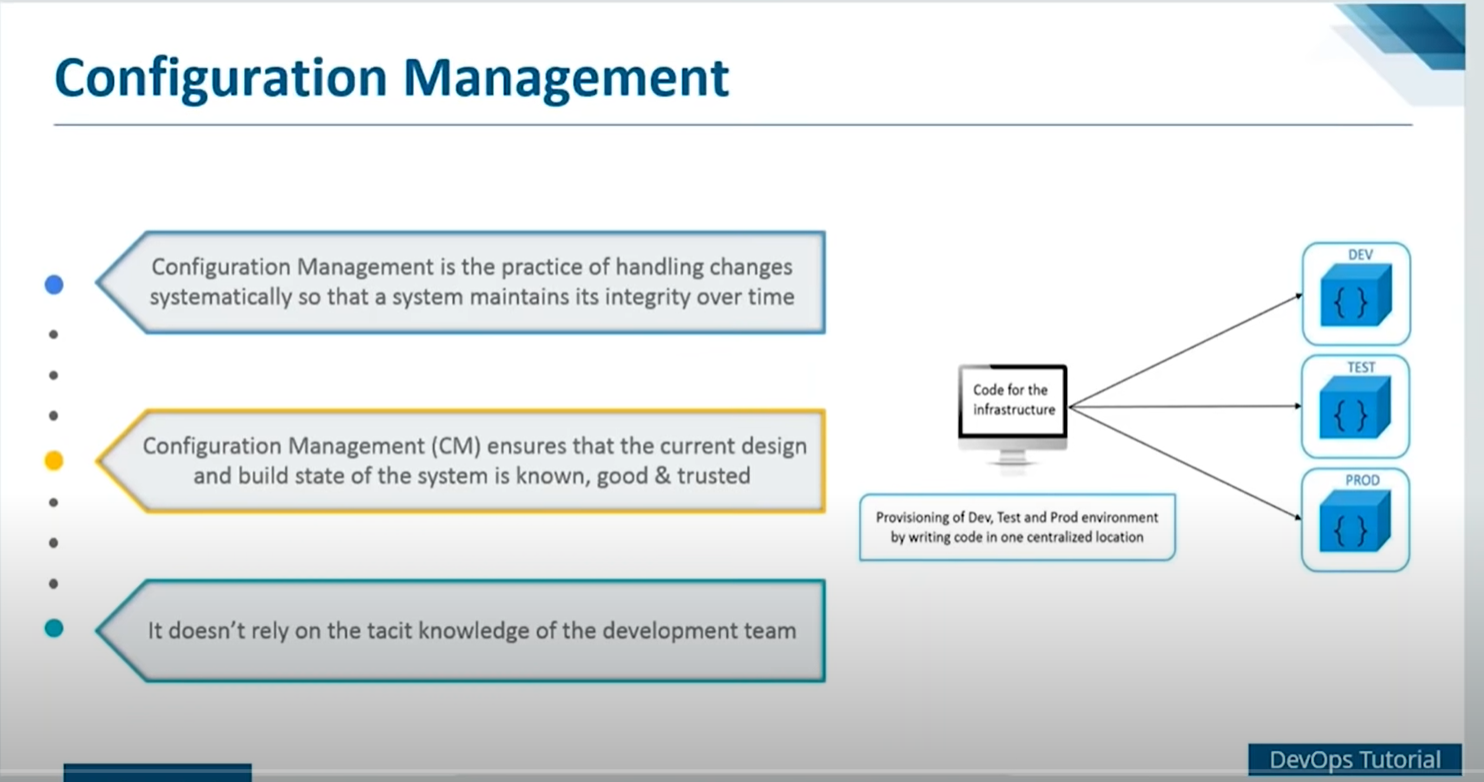 Configuration Management
Configuration Management is the practice of handling changes
systematically so that a system maintains its integrity over time
Configuration Management (CM) ensures that the current design
and build state of the system is known, good & trusted
It doesn't rely on the tacit knowledge of the development team
Code for the
infrastructure
Provisioning of Dev, Test and Prod environment
by writing code in one centralized location
DEV
{ }
TEST
{ }
PROD
{ }
DevOps Tutorial